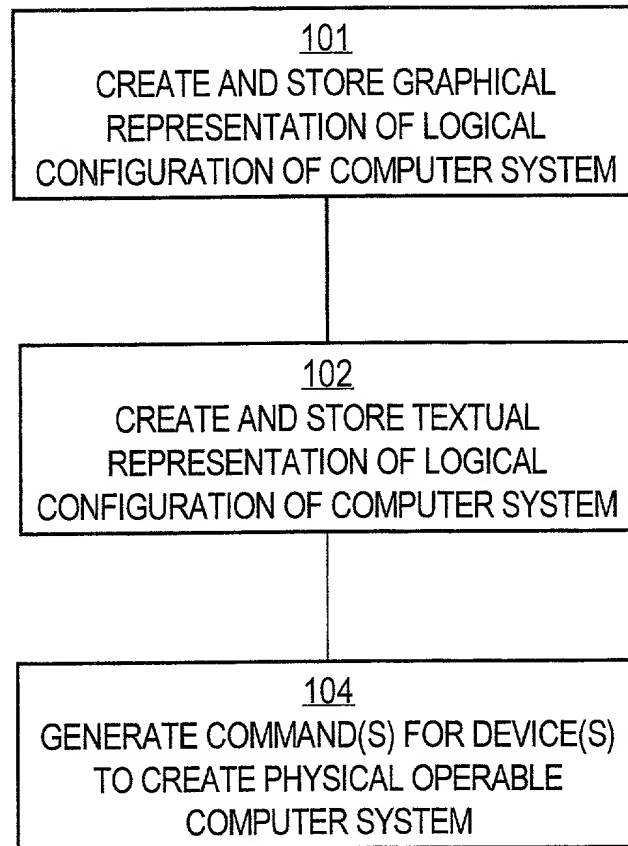 101
CREATE AND STORE GRAPHICAL
REPRESENTATION OF LOGICAL
CONFIGURATION OF COMPUTER SYSTEM
102
CREATE AND STORE TEXTUAL
REPRESENTATION OF LOGICAL
CONFIGURATION OF COMPUTER SYSTEM
104
GENERATE COMMAND(S) FOR DEVICE(S)
TO CREATE PHYSICAL OPERABLE
COMPUTER SYSTEM